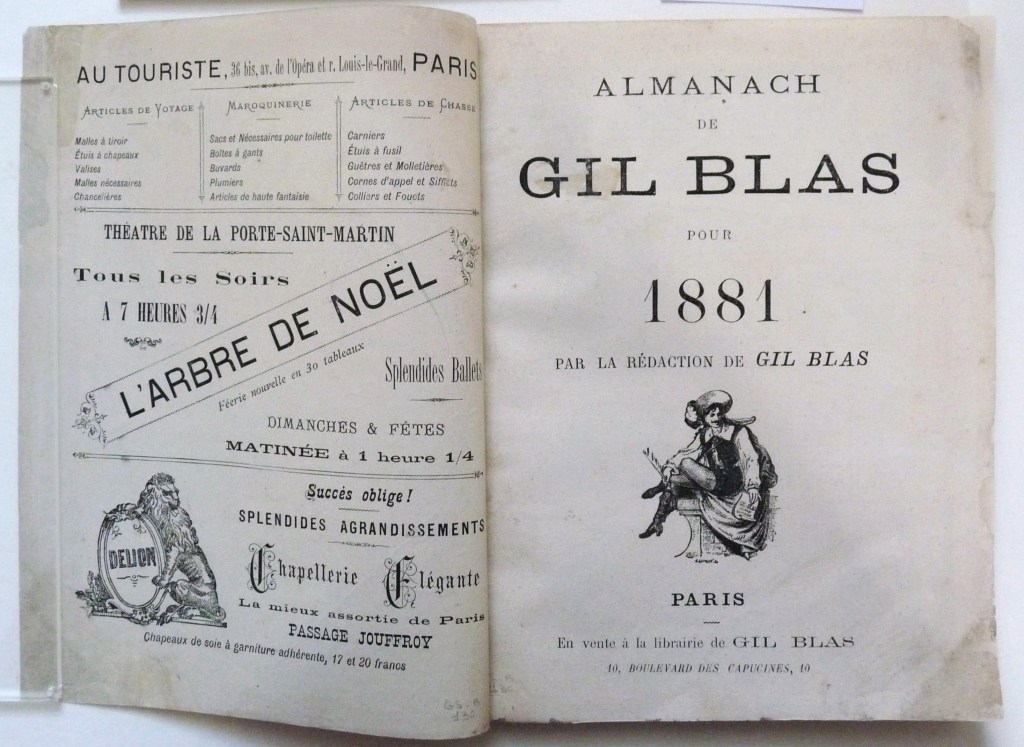 AU TOURISTE, 36 bis, av. de l'Opéra et r. Louis-le-Grand, PARIS
ARTICLES DE VOYAGE
Malles à tiroir
Étuis à chapeaux
Valises
Malles nécessaires
Chancelières
MAROQUINERIE
Sacs et Nécessaires pour toilette
Boîtes à gants
Buvards
Plumiers
Articles de haute fantaisie
ARTICLES DE CHASSE
Carniers
Étuis à fusil
Guêtres et Molletières
Cornes d'appel et Sifflets
Colliers et Fouets
THÉATRE DE LA PORTE-SAINT-MARTIN
Tous les Soirs
A 7 HEURES 3/4
L'ARBRE DE NOËL
Féerie nouvelle en 30 tableaux
Splendides Ballets
DIMANCHES & FÊTES
MATINÉE à 1 heure 1/4
DELION
Succès oblige!
SPLENDIDES AGRANDISSEMENTS
Chapellerie Élégante
La mieux assortie de Paris
PASSAGE JOUFFROY
Chapeaux de soie à garniture adhérente, 17 et 20 francs
ALMANACH
DE
GIL BLAS
POUR
1881
PAR LA RÉDACTION DE GIL BLAS
PARIS
En vente à la librairie de GIL BLAS
10, BOULEVARD DES CAPUCINES, 10